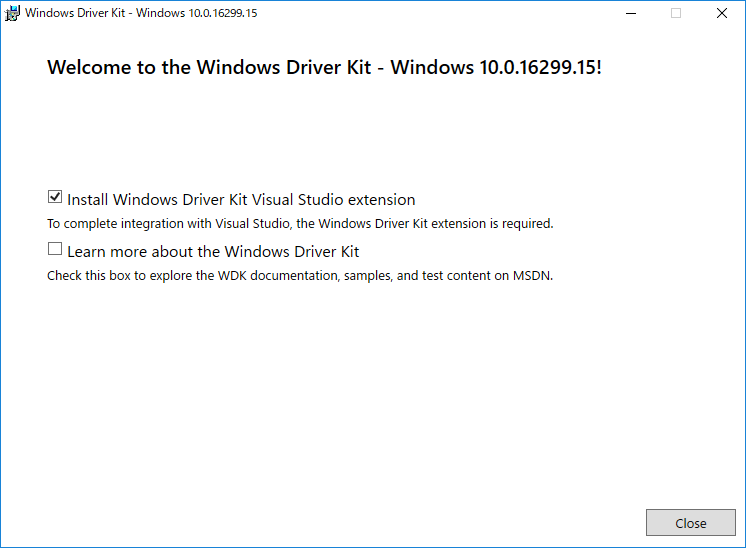 Windows Driver Kit - Windows 10.0.16299.15
Welcome to the Windows Driver Kit - Windows 10.0.16299.15!
Install Windows Driver Kit Visual Studio extension
To complete integration with Visual Studio, the Windows Driver Kit extension is required.
Learn more about the Windows Driver Kit
Check this box to explore the WDK documentation, samples, and test content on MSDN.
Close